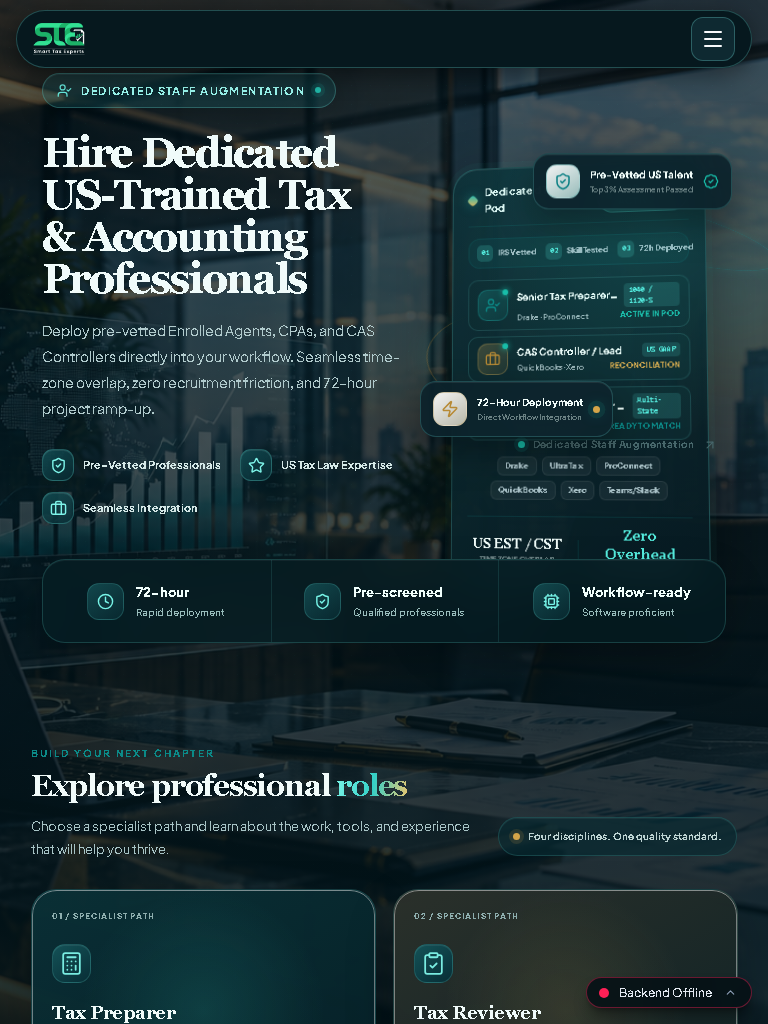 STE
Smart Tax Experts
DEDICATED STAFF AUGMENTATION
Hire Dedicated
US-Trained Tax
& Accounting
Professionals
Deploy pre-vetted Enrolled Agents, CPAs, and CAS
Controllers directly into your workflow. Seamless time-
zone overlap, zero recruitment friction, and 72-hour
project ramp-up.
Pre-Vetted Professionals
US Tax Law Expertise
Seamless Integration
Pre-Vetted US Talent
Top 3% Assessment Passed
Dedicate
Pod
01 IRS Vetted 02 Skill Tested 03 72h Deployed
Senior Tax Preparer
1040 /
1120-S
Drake · ProConnect
ACTIVE IN POD
CAS Controller / Lead
US GAAP
QuickBooks · Xero
RECONCILIATION
72-Hour Deployment
Direct Workflow Integration
Multi-
State
READY TO MATCH
Dedicated Staff Augmentation
Drake UltraTax ProConnect
QuickBooks Xero Teams/Slack
US EST / CST
Zero
Overhead
72-hour
Rapid deployment
Pre-screened
Qualified professionals
Workflow-ready
Software proficient
BUILD YOUR NEXT CHAPTER
Explore professional roles
Choose a specialist path and learn about the work, tools, and experience
that will help you thrive.
Four disciplines. One quality standard.
01 / SPECIALIST PATH
Tax Preparer
02 / SPECIALIST PATH
Tax Reviewer
Backend Offline